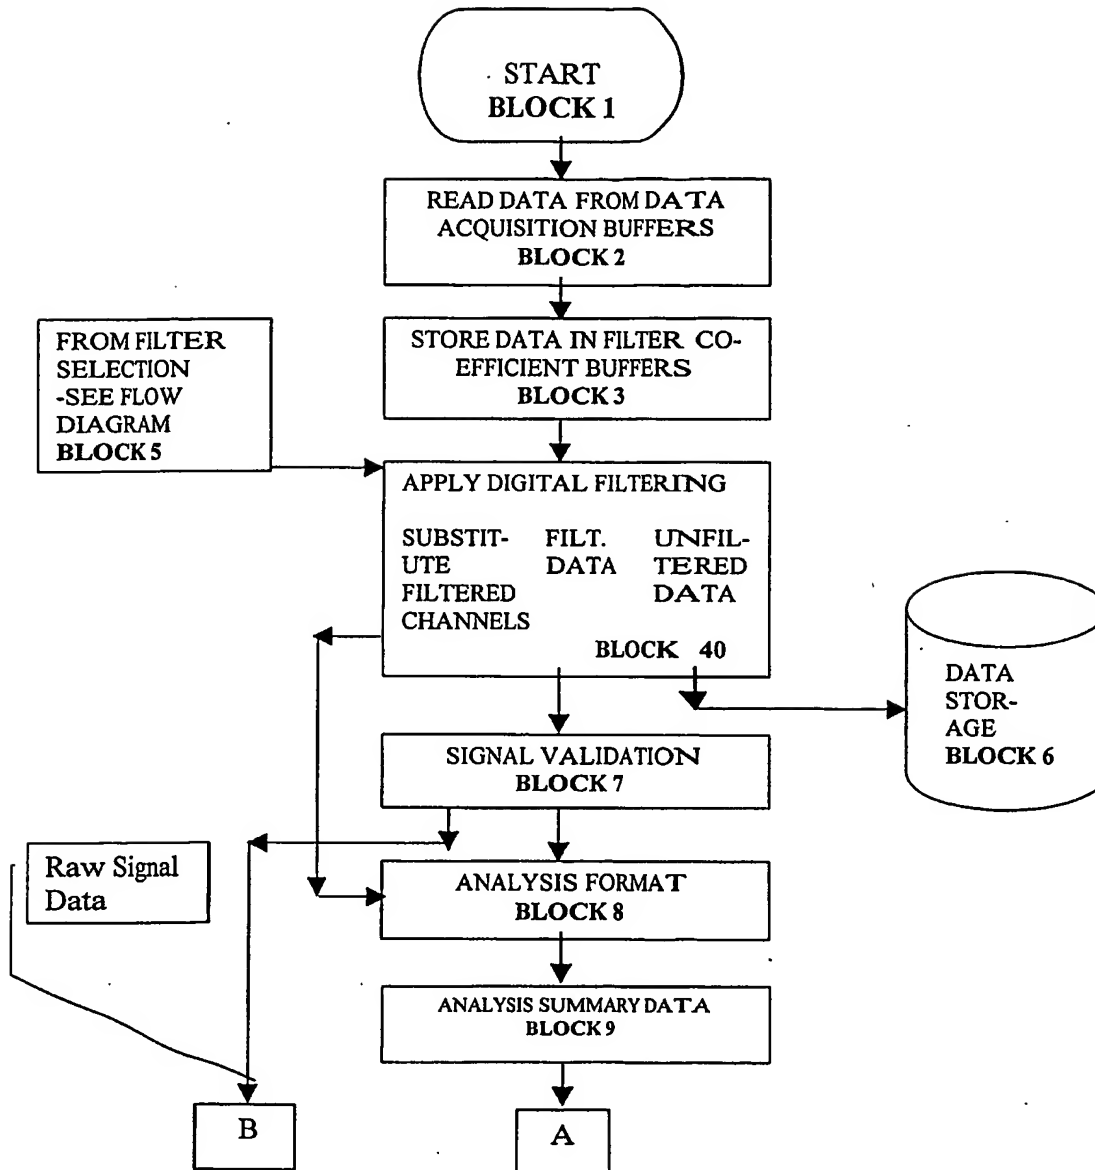 START
BLOCK 1
READ DATA FROM DATA
ACQUISITION BUFFERS
BLOCK 2
STORE DATA IN FILTER CO-
EFFICIENT BUFFERS
BLOCK 3
FROM FILTER
SELECTION
-SEE FLOW
DIAGRAM
BLOCK 5
APPLY DIGITAL FILTERING
SUBSTIT-
UTE
FILTERED
CHANNELS
FILT.
DATA
UNFIL-
TERED
DATA
BLOCK 40
DATA
STOR-
AGE
BLOCK 6
SIGNAL VALIDATION
BLOCK 7
Raw Signal
Data
ANALYSIS FORMAT
BLOCK 8
ANALYSIS SUMMARY DATA
BLOCK 9
B
A